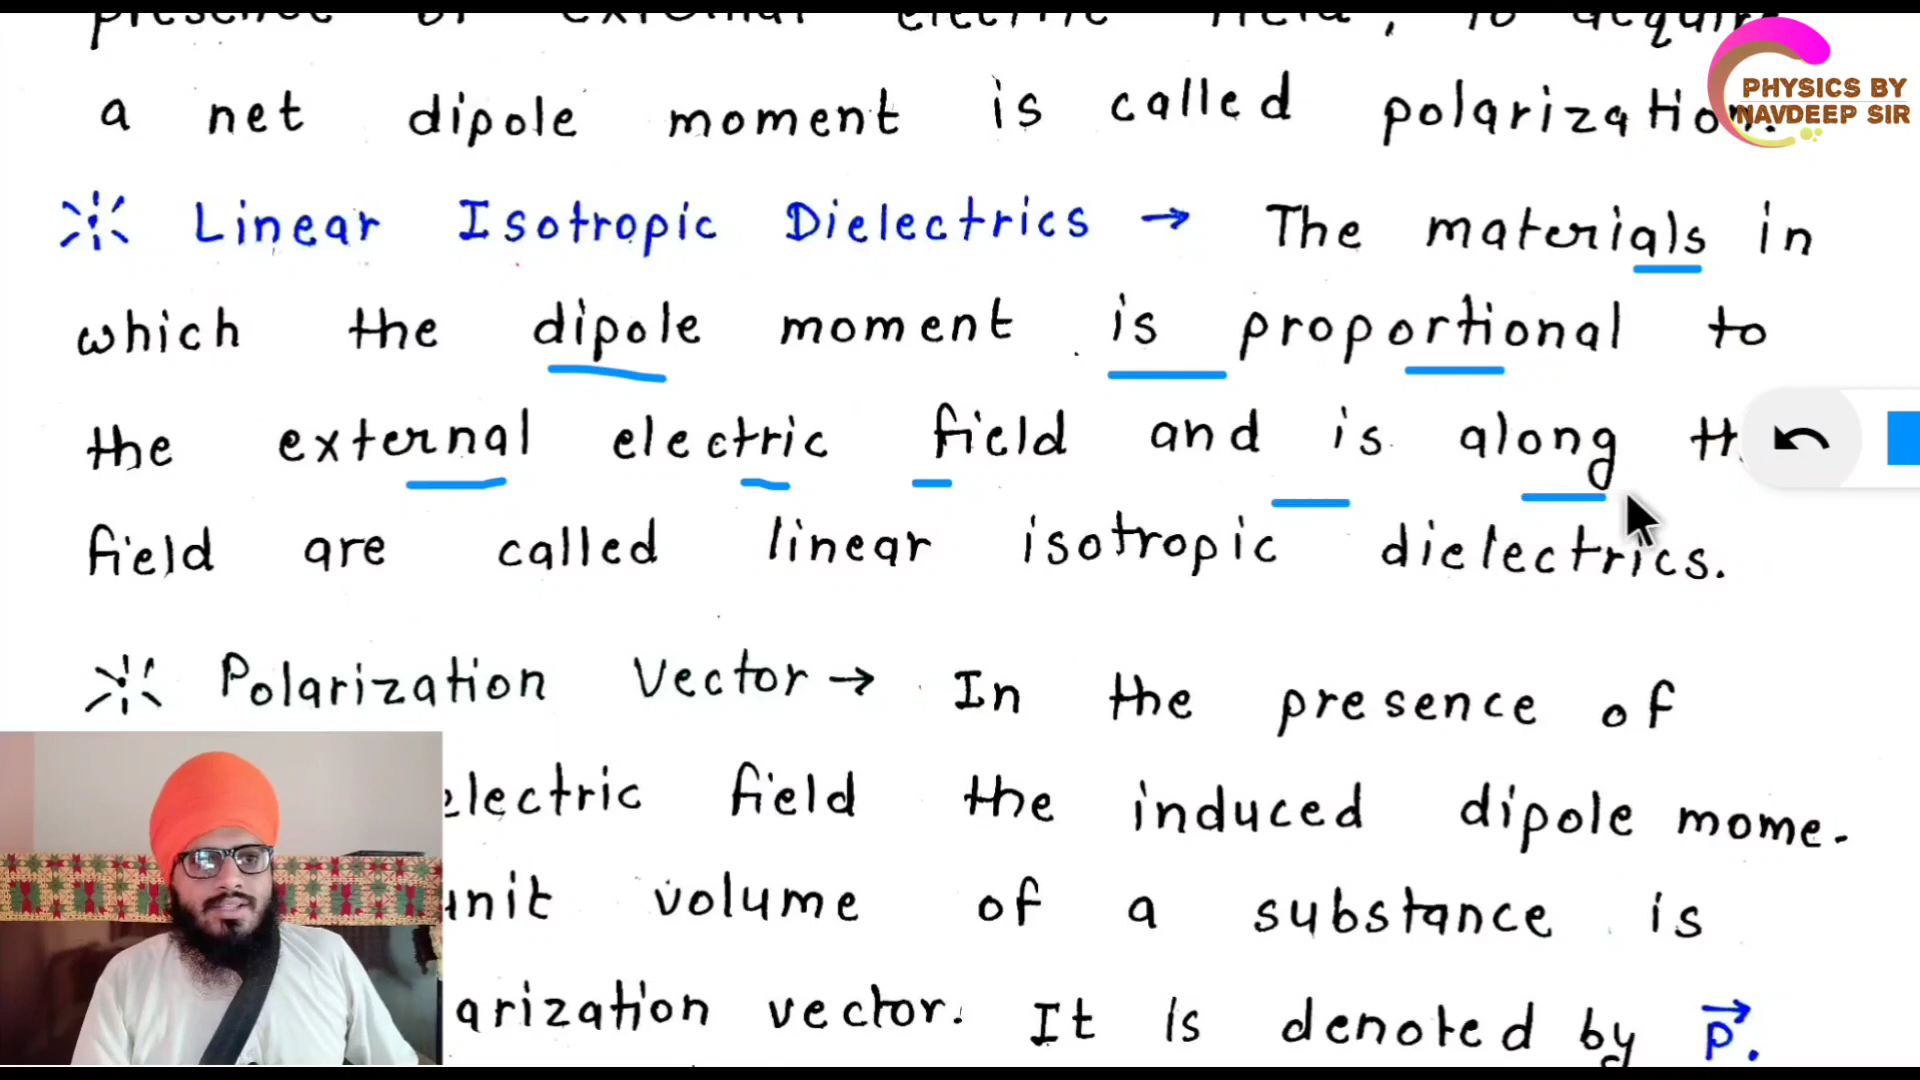 a net dipole moment is called polarization.
PHYSICS BY
NAVDEEP SIR
Linear Isotropic Dielectrics → The materials in
which the dipole moment is proportional to
the external electric field and is along
field are called linear isotropic dielectrics.
Polarization Vector → In the presence of
electric field the induced dipole mome-
unit volume of a substance is
arization vector. It is denoted by p⃗.